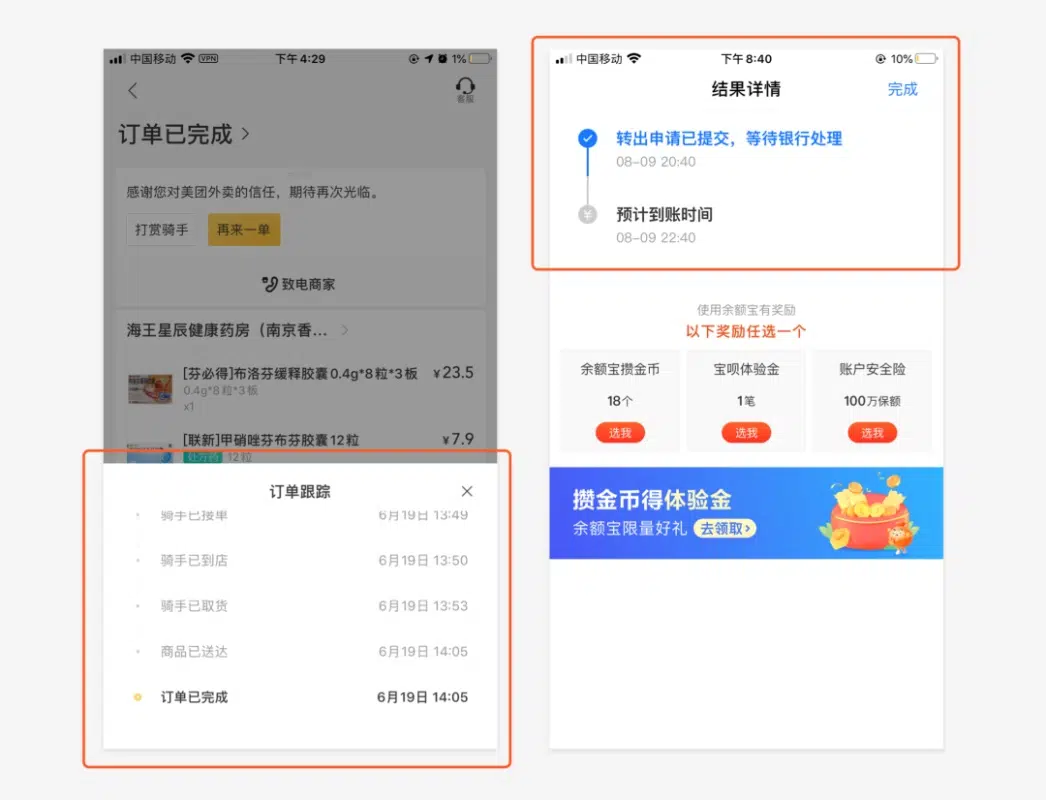 中国移动 VPN 下午 4:29 1%
客服
订单已完成
感谢您对美团外卖的信任，期待再次光临。
打赏骑手 再来一单
致电商家
海王星辰健康药房（南京香...
[芬必得]布洛芬缓释胶囊0.4g*8粒*3板 ¥23.5
0.4g*8粒*3板
x1
[联新]甲硝唑芬布芬胶囊12粒 ¥7.9
处方药 12粒
订单跟踪
骑手已接单 6月19日 13:49
骑手已到店 6月19日 13:50
骑手已取货 6月19日 13:53
商品已送达 6月19日 14:05
订单已完成 6月19日 14:05
中国移动 下午 8:40 10%
结果详情 完成
转出申请已提交，等待银行处理
08-09 20:40
¥ 预计到账时间
08-09 22:40
使用余额宝有奖励
以下奖励任选一个
余额宝攒金币 宝呗体验金 账户安全险
18个 1笔 100万保额
选我 选我 选我
攒金币得体验金
余额宝限量好礼 去领取